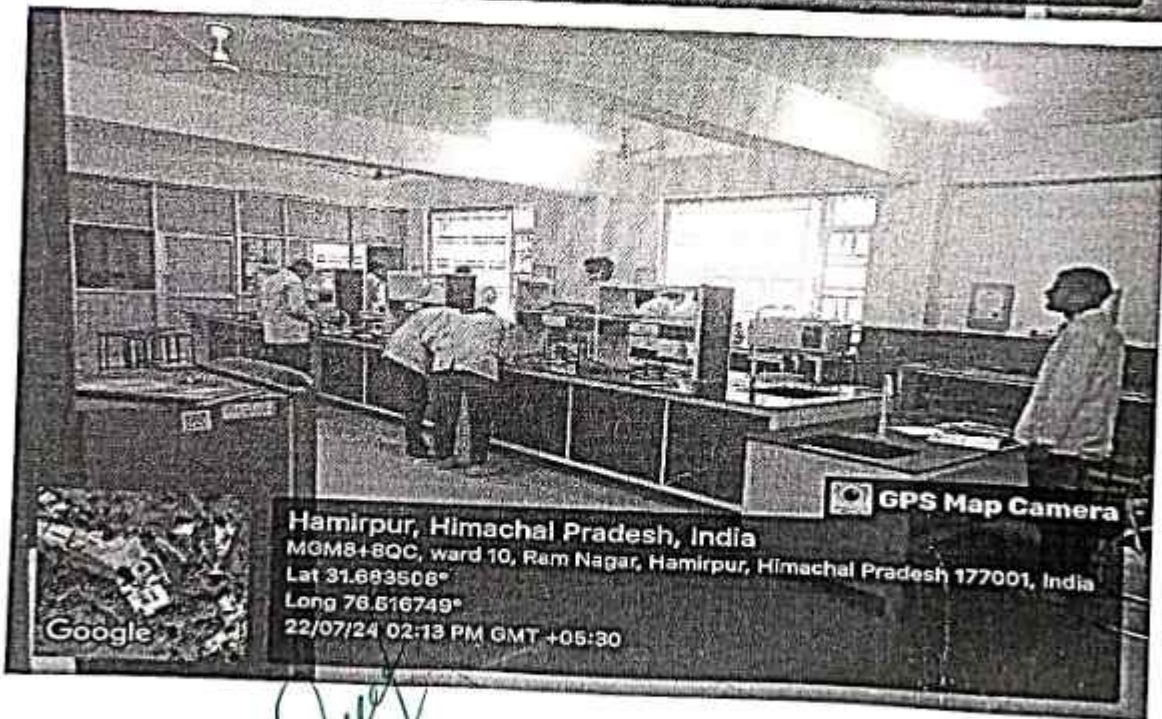 GPS Map Camera
Hamirpur, Himachal Pradesh, India
MGM8+8QC, ward 10, Ram Nagar, Hamirpur, Himachal Pradesh 177001, India
Lat 31.683508°
Long 76.516749°
22/07/24 02:13 PM GMT +05:30
Google